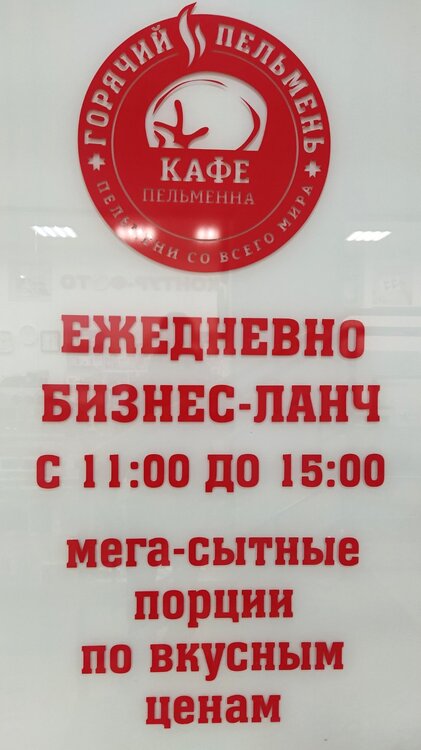 ГОРЯЧИЙ ПЕЛЬМЕНЬ
КАФЕ
ПЕЛЬМЕННА
ПЕЛЬМЕНИ СО ВСЕГО МИРА
ЕЖЕДНЕВНО
БИЗНЕС-ЛАНЧ
С 11:00 ДО 15:00
мега-сытные
порции
по вкусным
ценам